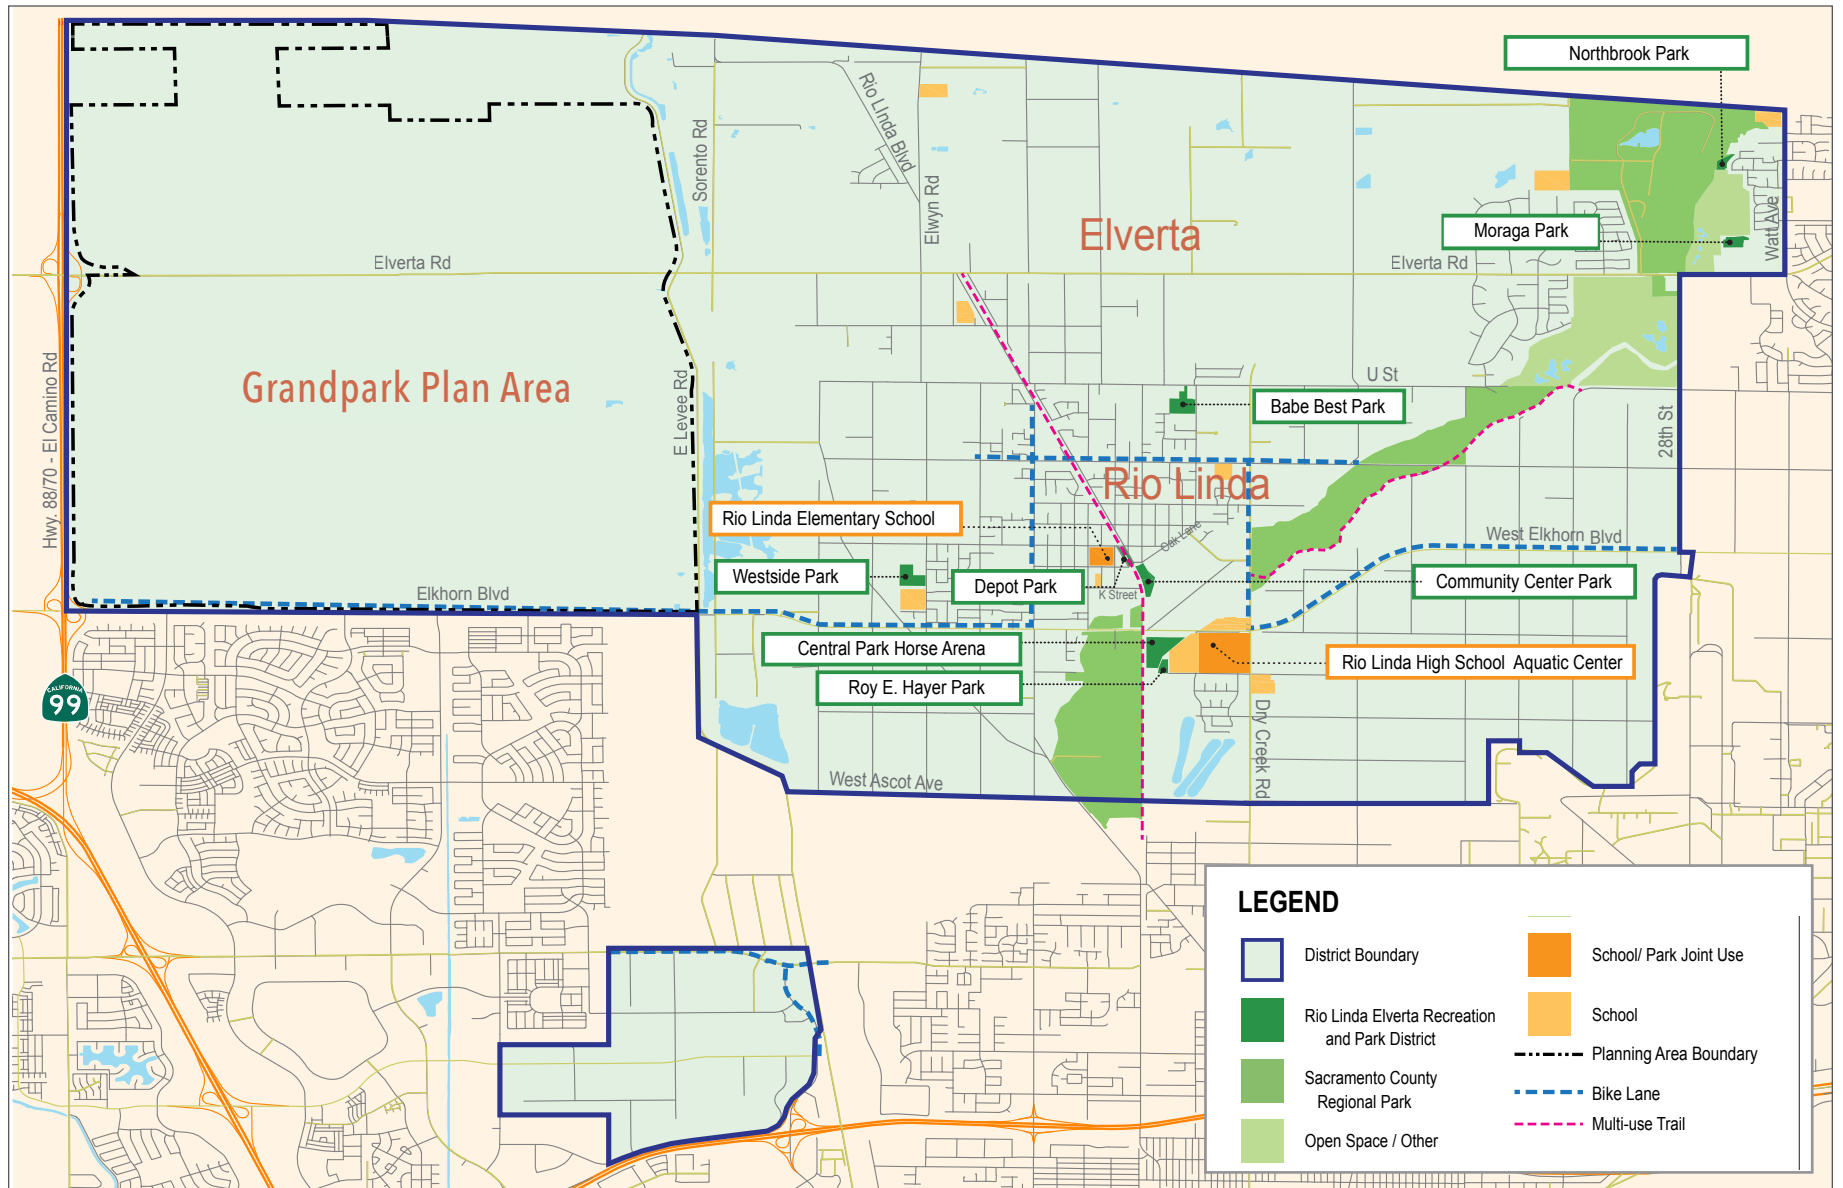 Northbrook Park
Rio LInda Blvd
Sorento Rd
Elwyn Rd
Elverta
Moraga Park
Watt Ave
Elverta Rd
Elverta Rd
Grandpark Plan Area
Hwy. 88/70 - El Camino Rd
E Levee Rd
U St
Babe Best Park
28th St
Rio Linda
Rio Linda Elementary School
Oak Lane
West Elkhorn Blvd
Westside Park
Depot Park
Community Center Park
K Street
Elkhorn Blvd
Central Park Horse Arena
Rio Linda High School Aquatic Center
Roy E. Hayer Park
CALIFORNIA
99
Dry Creek Rd
West Ascot Ave
LEGEND
District Boundary
Rio Linda Elverta Recreation
and Park District
Sacramento County
Regional Park
Open Space / Other
School/ Park Joint Use
School
Planning Area Boundary
Bike Lane
Multi-use Trail